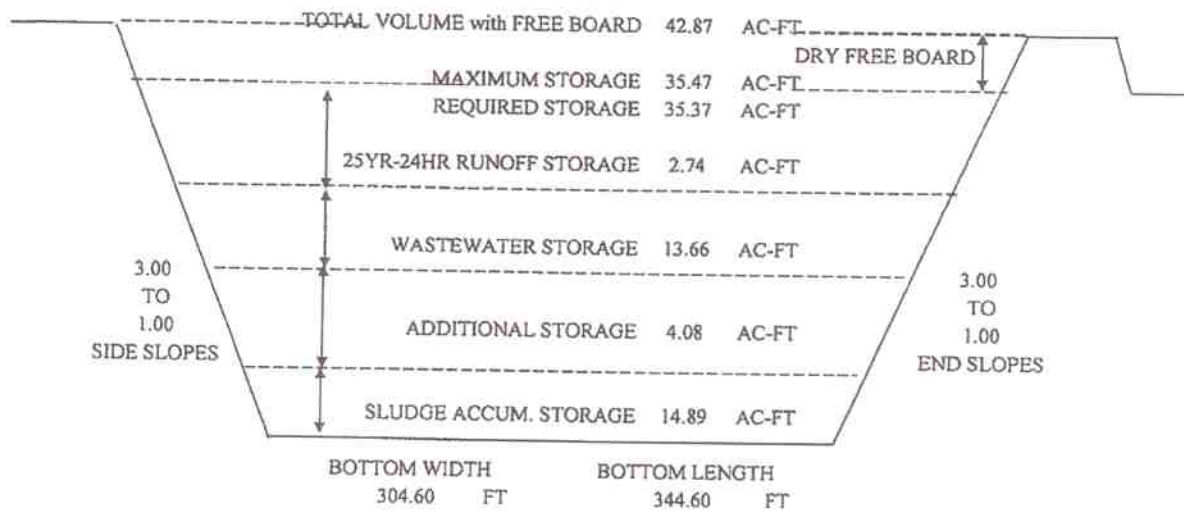 TOTAL VOLUME with FREE BOARD 42.87 AC-FT
DRY FREE BOARD
MAXIMUM STORAGE 35.47 AC-FT
REQUIRED STORAGE 35.37 AC-FT
25YR-24HR RUNOFF STORAGE 2.74 AC-FT
WASTEWATER STORAGE 13.66 AC-FT
3.00
TO
1.00
SIDE SLOPES
3.00
TO
1.00
END SLOPES
ADDITIONAL STORAGE 4.08 AC-FT
SLUDGE ACCUM. STORAGE 14.89 AC-FT
BOTTOM WIDTH
304.60 FT
BOTTOM LENGTH
344.60 FT